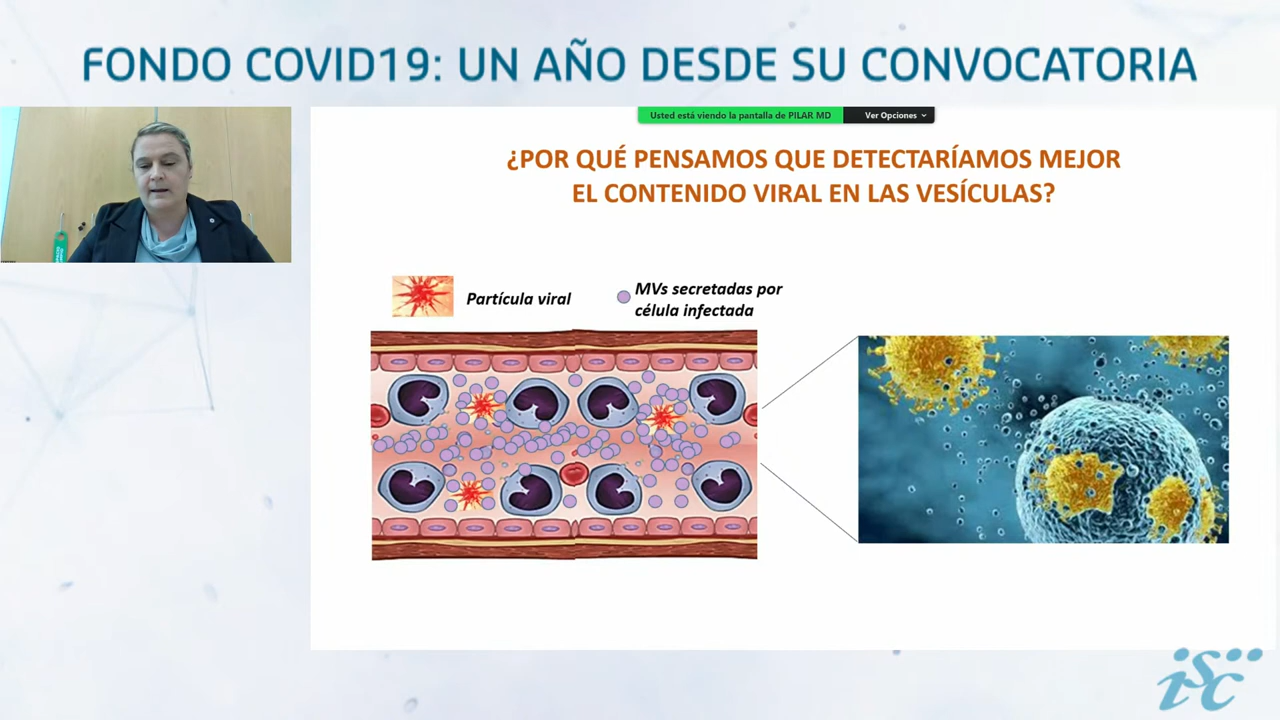 FONDO COVID19: UN AÑO DESDE SU CONVOCATORIA
Usted está viendo la pantalla de PILAR MD
Ver Opciones
¿POR QUÉ PENSAMOS QUE DETECTARÍAMOS MEJOR
EL CONTENIDO VIRAL EN LAS VESÍCULAS?
Partícula viral
MVs secretadas por
célula infectada
isc